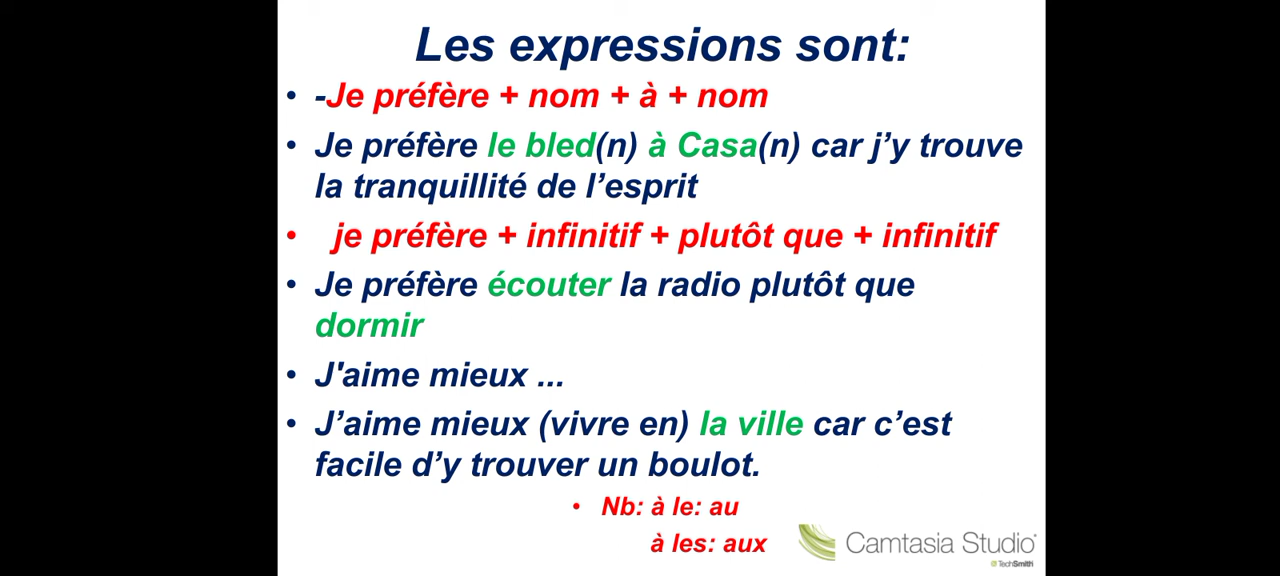 Les expressions sont:
• -Je préfère + nom + à + nom
• Je préfère le bled(n) à Casa(n) car j’y trouve
la tranquillité de l’esprit
• je préfère + infinitif + plutôt que + infinitif
• Je préfère écouter la radio plutôt que
dormir
• J'aime mieux ...
• J’aime mieux (vivre en) la ville car c’est
facile d’y trouver un boulot.
• Nb: à le: au
à les: aux
Camtasia Studio
TechSmith